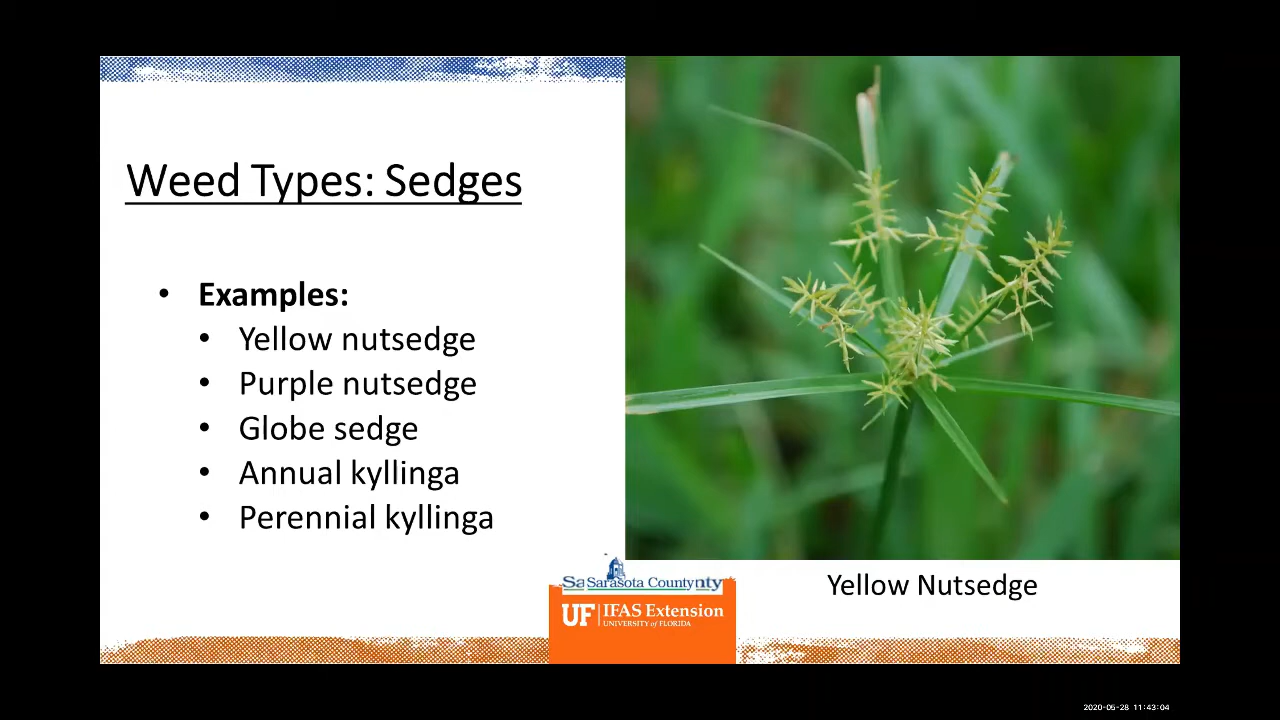 Weed Types: Sedges
• Examples:
• Yellow nutsedge
• Purple nutsedge
• Globe sedge
• Annual kyllinga
• Perennial kyllinga
Yellow Nutsedge
Sarasota County
UF IFAS Extension
UNIVERSITY of FLORIDA
2020-05-28 11:43:04